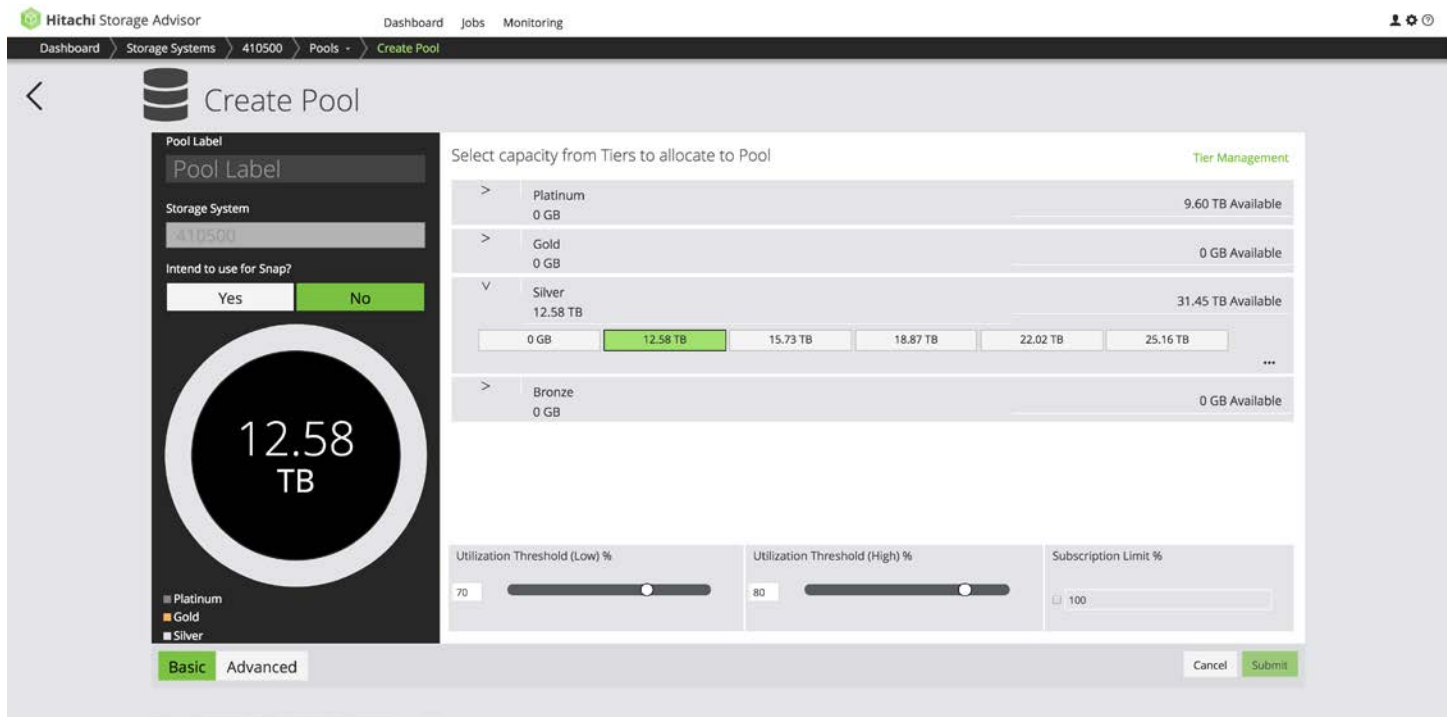 Hitachi Storage Advisor
Dashboard Jobs Monitoring
Dashboard Storage Systems 410500 Pools Create Pool
Create Pool
Pool Label
Pool Label
Storage System
410500
Intend to use for Snap?
Yes No
12.58
TB
Platinum
Gold
Silver
Select capacity from Tiers to allocate to Pool
Tier Management
> Platinum
0 GB
9.60 TB Available
> Gold
0 GB
0 GB Available
Silver
12.58 TB
31.45 TB Available
0 GB 12.58 TB 15.73 TB 18.87 TB 22.02 TB 25.16 TB
...
> Bronze
0 GB
0 GB Available
Utilization Threshold (Low) %
70
Utilization Threshold (High) %
80
Subscription Limit %
100
Basic Advanced
Cancel Submit